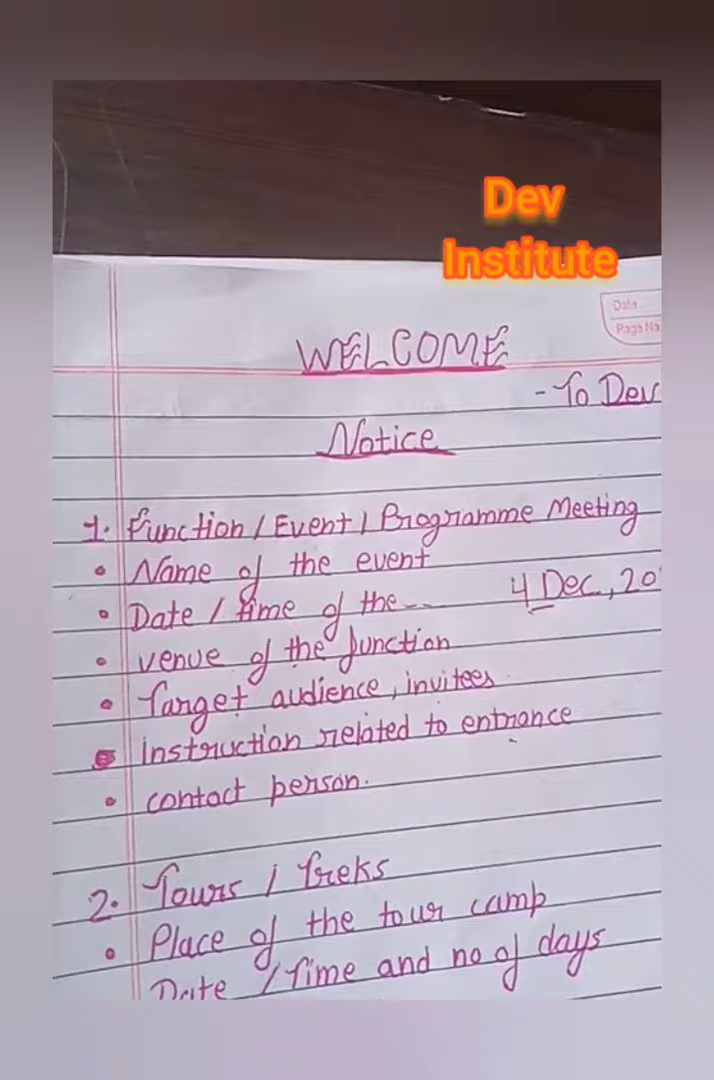 Dev
Institute
Date
Page No
WELCOME
- To Dev
Notice
1. Function / Event / Programme Meeting
• Name of the event
• Date / time of the ---- 4 Dec, 20
• venue of the function
• Target audience, invitees
• instruction related to entrance
• contact person.
2. Tours / Treks
• Place of the tour camp
Date / Time and no of days